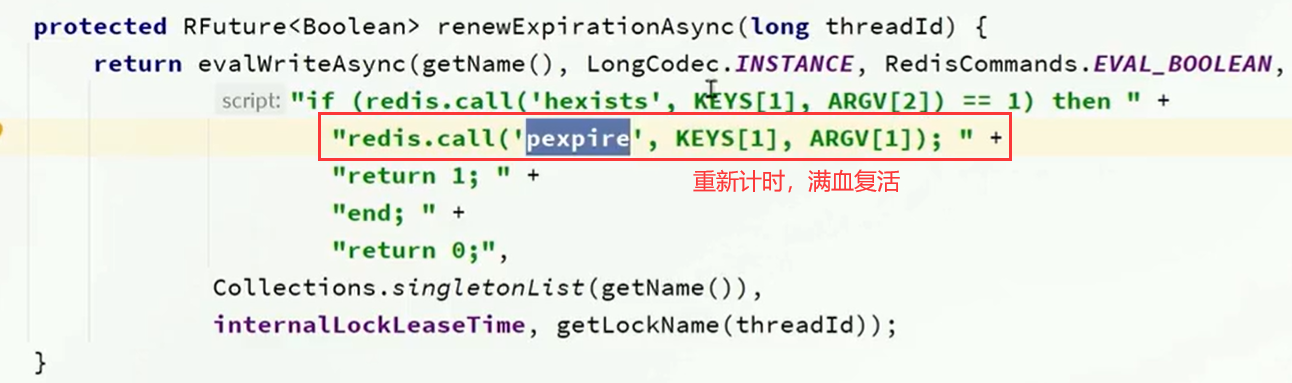 protected RFuture<Boolean> renewExpirationAsync(long threadId) {
return evalWriteAsync(getName(), LongCodec.INSTANCE, RedisCommands.EVAL_BOOLEAN,
script: "if (redis.call('hexists', KEYS[1], ARGV[2]) == 1) then " +
"redis.call('pexpire', KEYS[1], ARGV[1]); " +
"return 1; " +
重新计时，满血复活
"end; " +
"return 0;",
Collections.singletonList(getName()),
internalLockLeaseTime, getLockName(threadId));
}